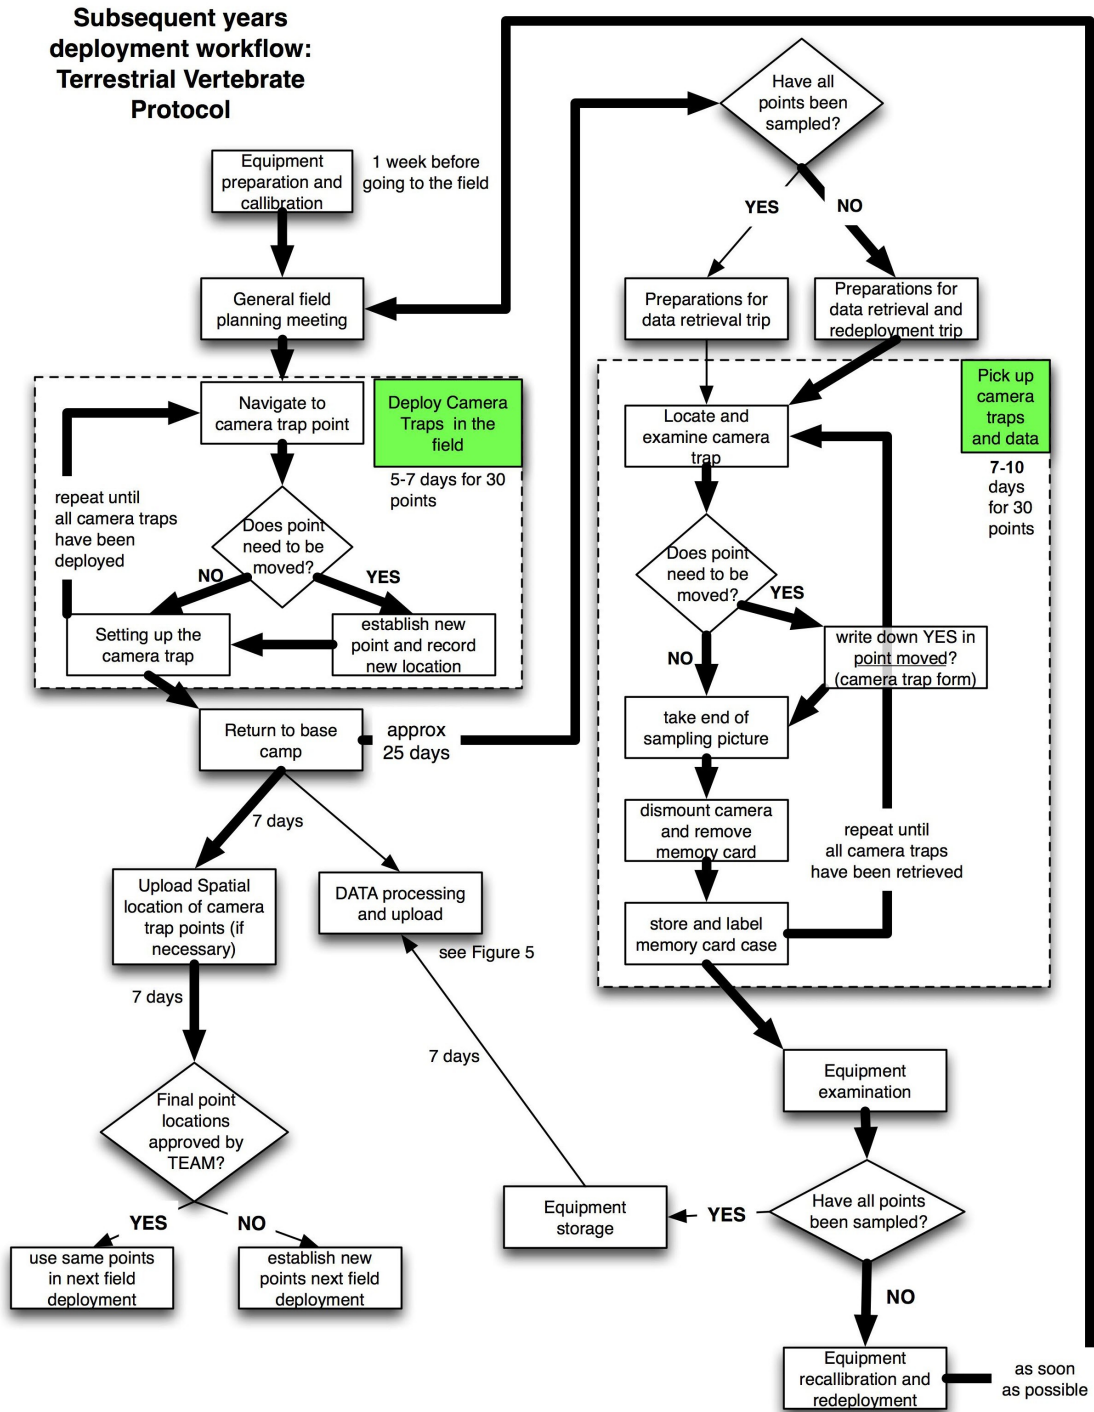 Subsequent years
deployment workflow:
Terrestrial Vertebrate
Protocol
Equipment
preparation and
callibration
1 week before
going to the field
General field
planning meeting
Navigate to
camera trap point
Deploy Camera
Traps in the
field
5-7 days for 30
points
repeat until
all camera traps
have been
deployed
Does point
need to be
moved?
NO
YES
Setting up the
camera trap
establish new
point and record
new location
Return to base
camp
approx
25 days
7 days
Upload Spatial
location of camera
trap points (if
necessary)
DATA processing
and upload
see Figure 5
7 days
Final point
locations
approved by
TEAM?
YES
NO
use same points
in next field
deployment
establish new
points next field
deployment
Have all
points been
sampled?
YES
NO
Preparations for
data retrieval trip
Preparations for
data retrieval and
redeployment trip
Pick up
camera
traps
and data
7-10
days
for 30
points
Locate and
examine camera
trap
Does point
need to be
moved?
YES
NO
write down YES in
point moved?
(camera trap form)
take end of
sampling picture
dismount camera
and remove
memory card
repeat until
all camera traps
have been retrieved
store and label
memory card case
7 days
Equipment
examination
Have all points
been sampled?
YES
Equipment
storage
NO
Equipment
recallibration and
redeployment
as soon
as possible